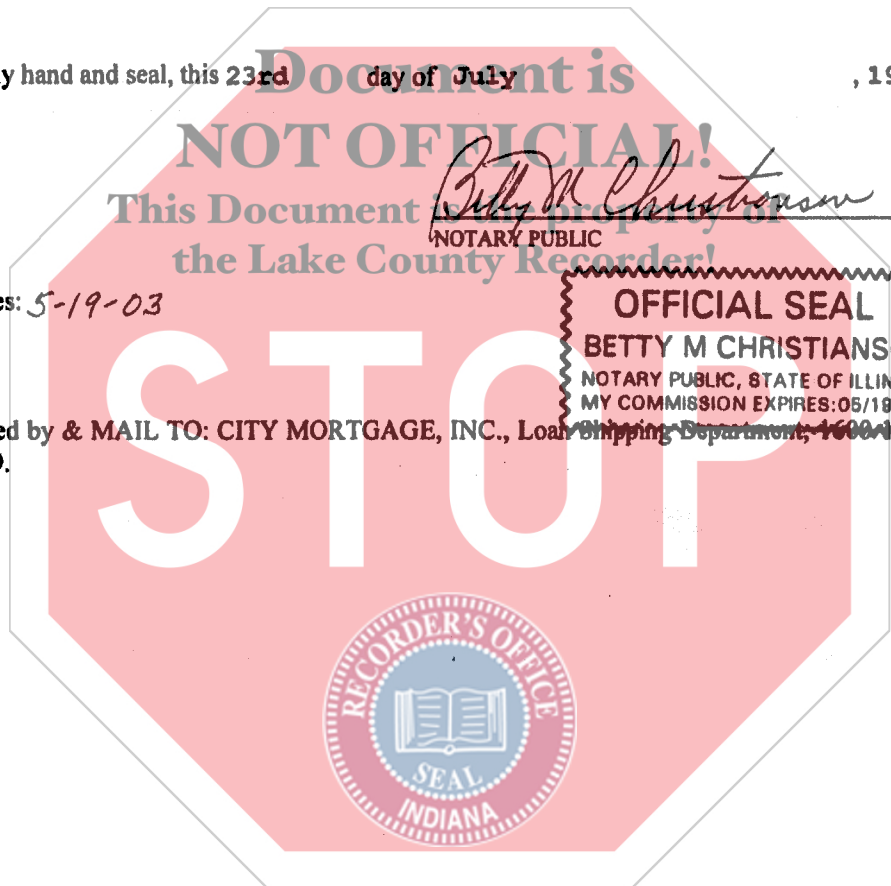 y hand and seal, this 23rd day of July , 19
Document is
NOT OFFICIAL!
This Document is the property of
the Lake County Recorder!
Betty M Christianson
NOTARY PUBLIC
es: 5-19-03
OFFICIAL SEAL
BETTY M CHRISTIANS
NOTARY PUBLIC, STATE OF ILLIN
MY COMMISSION EXPIRES:05/19
ed by & MAIL TO: CITY MORTGAGE, INC., Loan Shipping Department, 1600
STOP
RECORDER'S OFFICE
SEAL
INDIANA